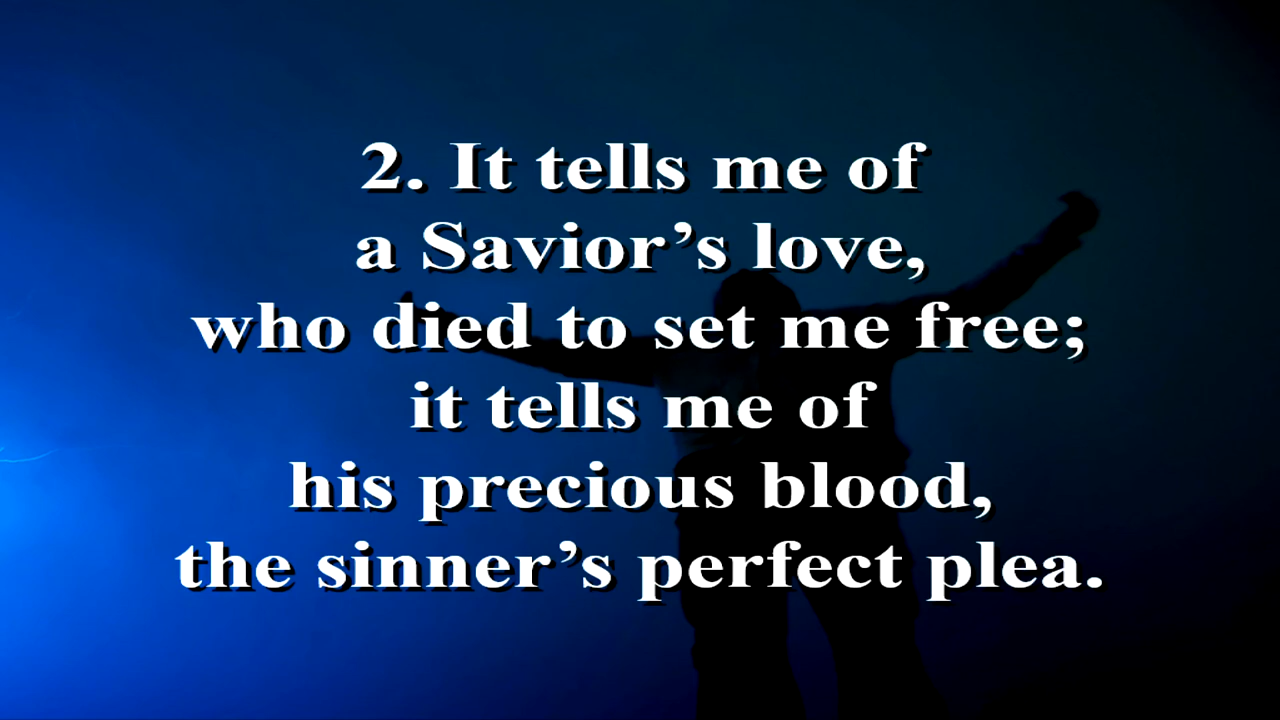 2. It tells me of
a Savior’s love,
who died to set me free;
it tells me of
his precious blood,
the sinner’s perfect plea.